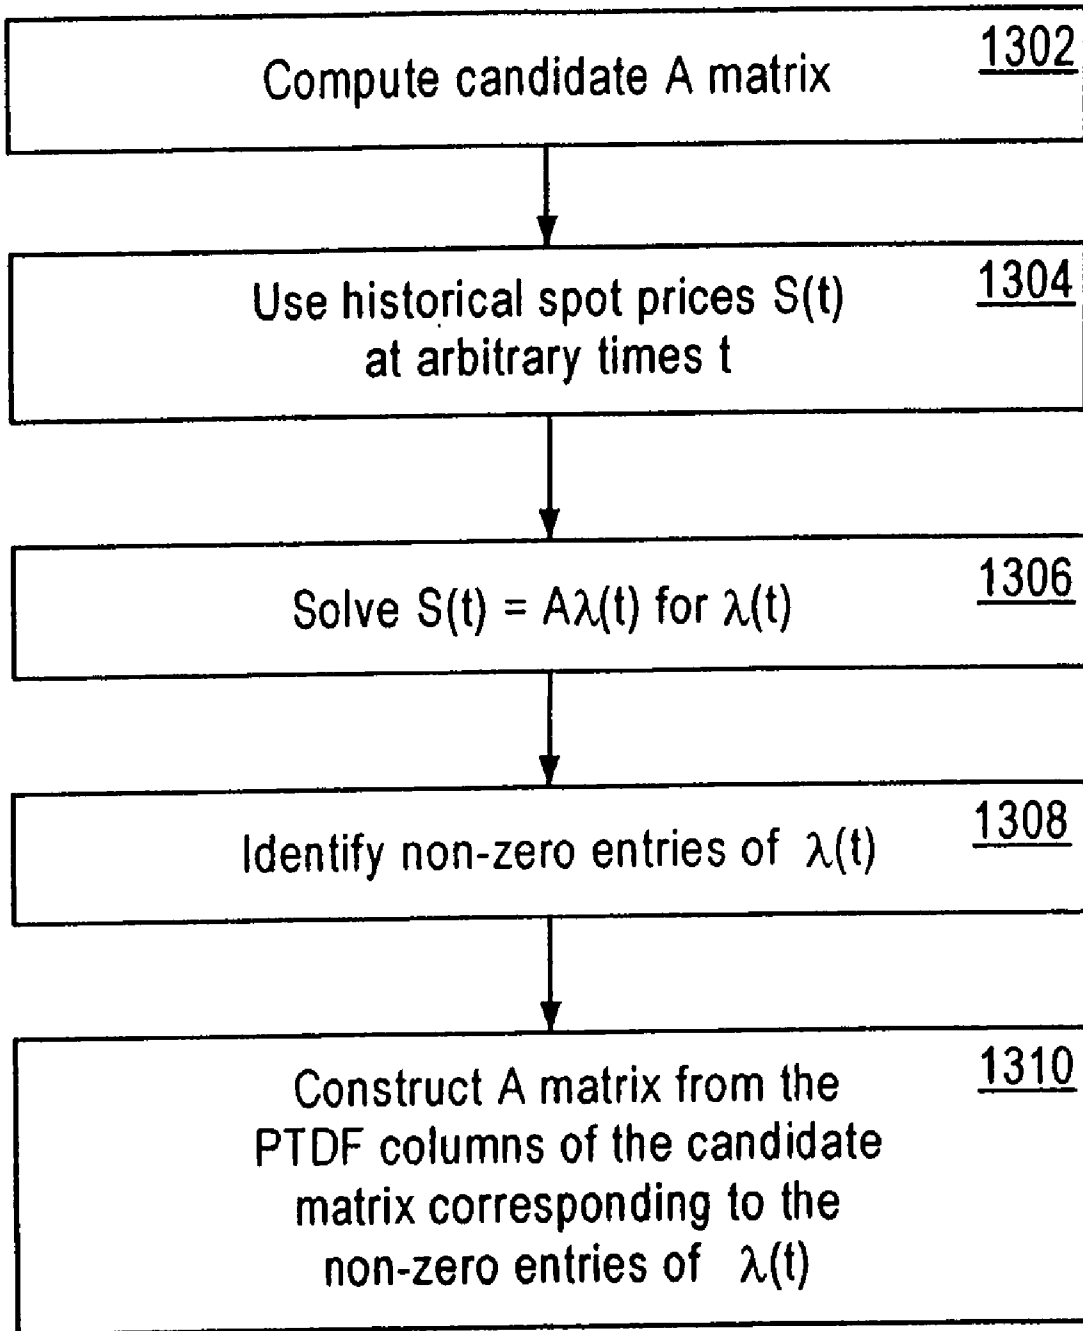 1302
Compute candidate A matrix
1304
Use historical spot prices S(t)
at arbitrary times t
1306
Solve S(t) = Aλ(t) for λ(t)
1308
Identify non-zero entries of λ(t)
1310
Construct A matrix from the
PTDF columns of the candidate
matrix corresponding to the
non-zero entries of λ(t)